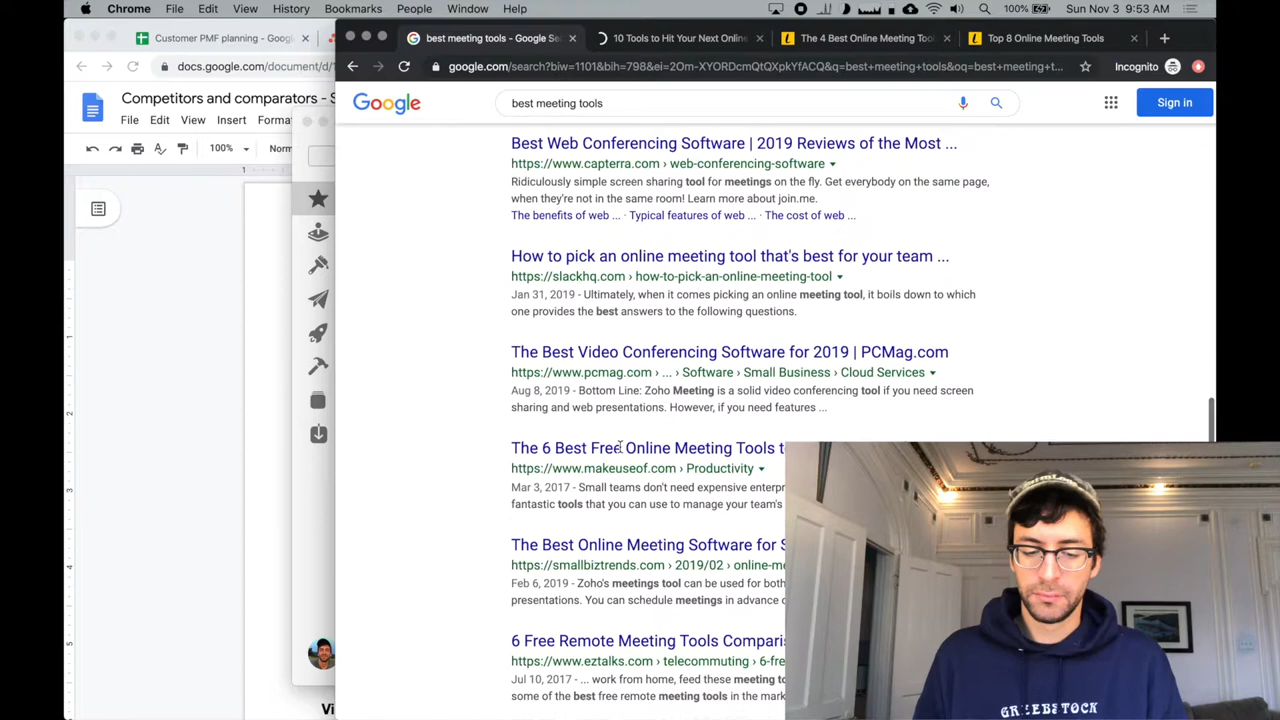 Chrome File Edit View History Bookmarks People Window Help 100% Sun Nov 3 9:53 AM
Customer PMF planning - Google
best meeting tools - Google Se
10 Tools to Hit Your Next Online
The 4 Best Online Meeting Tool
Top 8 Online Meeting Tools
docs.google.com/document/d/1
google.com/search?biw=1101&bih=798&ei=2Om-XYORDcmQtQXpkYfACQ&q=best+meeting+tools&oq=best+meeting+t...
Incognito
Competitors and comparators - S
File Edit View Insert Forma
100% Norm
Google
best meeting tools
Sign in
Best Web Conferencing Software | 2019 Reviews of the Most ...
https://www.capterra.com › web-conferencing-software
Ridiculously simple screen sharing tool for meetings on the fly. Get everybody on the same page,
when they're not in the same room! Learn more about join.me.
The benefits of web ... · Typical features of web ... · The cost of web ...
How to pick an online meeting tool that's best for your team ...
https://slackhq.com › how-to-pick-an-online-meeting-tool
Jan 31, 2019 - Ultimately, when it comes picking an online meeting tool, it boils down to which
one provides the best answers to the following questions.
The Best Video Conferencing Software for 2019 | PCMag.com
https://www.pcmag.com › ... › Software › Small Business › Cloud Services
Aug 8, 2019 - Bottom Line: Zoho Meeting is a solid video conferencing tool if you need screen
sharing and web presentations. However, if you need features ...
The 6 Best Free Online Meeting Tools t
https://www.makeuseof.com › Productivity
Mar 3, 2017 - Small teams don't need expensive enterp
fantastic tools that you can use to manage your team's
The Best Online Meeting Software for S
https://smallbiztrends.com › 2019/02 › online-m
Feb 6, 2019 - Zoho's meetings tool can be used for both
presentations. You can schedule meetings in advance o
6 Free Remote Meeting Tools Comparis
https://www.eztalks.com › telecommuting › 6-fre
Jul 10, 2017 - ... work from home, feed these meeting to
some of the best free remote meeting tools in the mark
1
2
3
4
5
Vi